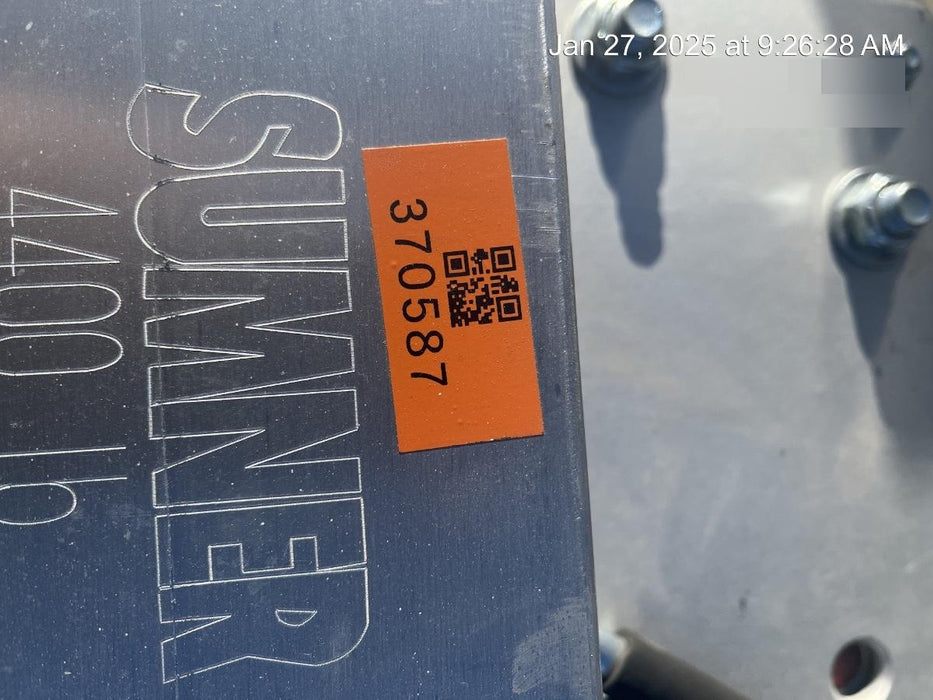 Jan 27, 2025 at 9:26:28 AM
370587
SUMNER
4400 lb